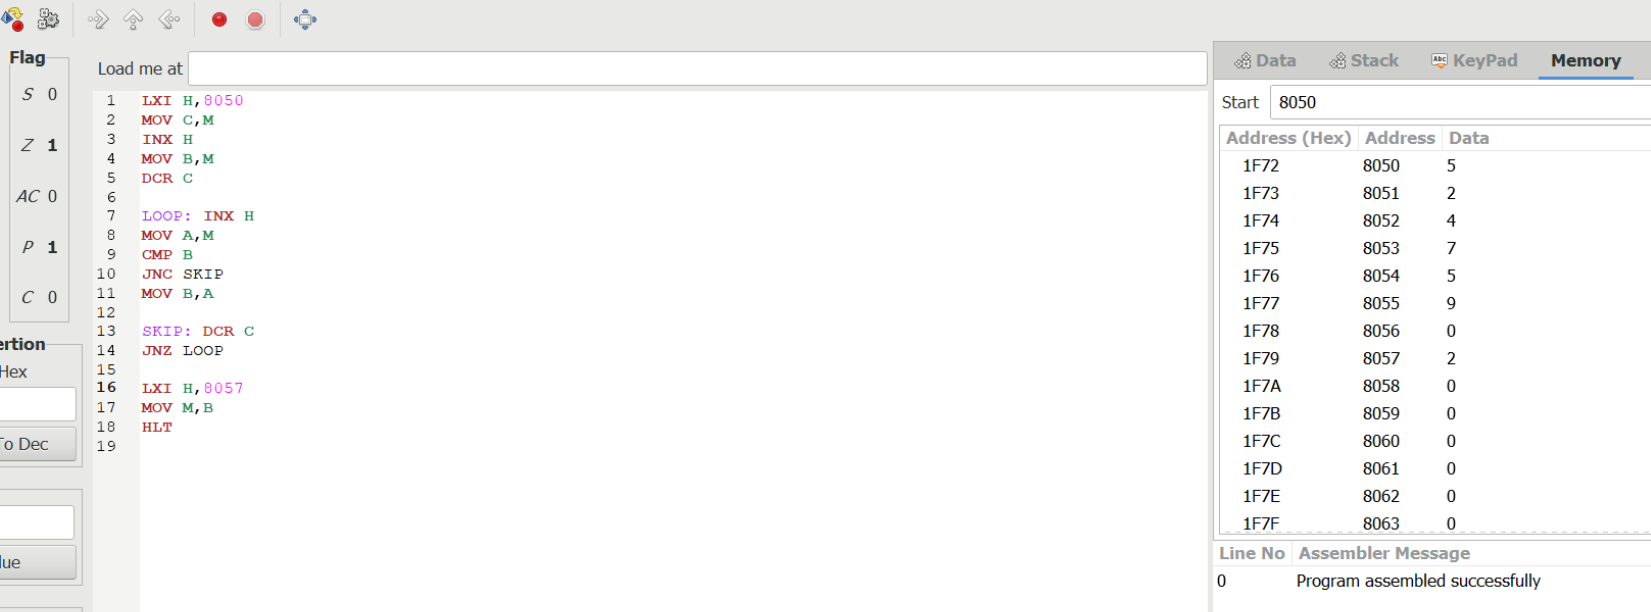 Flag
S 0
Z 1
AC 0
P 1
C 0
ertion
Hex
To Dec
lue
Load me at
1 LXI H,8050
2 MOV C,M
3 INX H
4 MOV B,M
5 DCR C
6
7 LOOP: INX H
8 MOV A,M
9 CMP B
10 JNC SKIP
11 MOV B,A
12
13 SKIP: DCR C
14 JNZ LOOP
15
16 LXI H,8057
17 MOV M,B
18 HLT
19
Data Stack Abc KeyPad Memory
Start 8050
Address (Hex) Address Data
1F72 8050 5
1F73 8051 2
1F74 8052 4
1F75 8053 7
1F76 8054 5
1F77 8055 9
1F78 8056 0
1F79 8057 2
1F7A 8058 0
1F7B 8059 0
1F7C 8060 0
1F7D 8061 0
1F7E 8062 0
1F7F 8063 0
Line No Assembler Message
0 Program assembled successfully